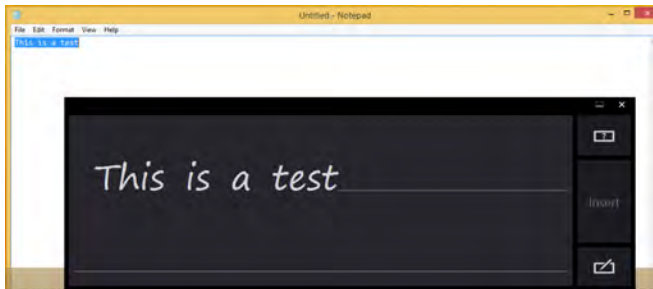 Untitled - Notepad
File Edit Format View Help
This is a test
This is a test
Insert